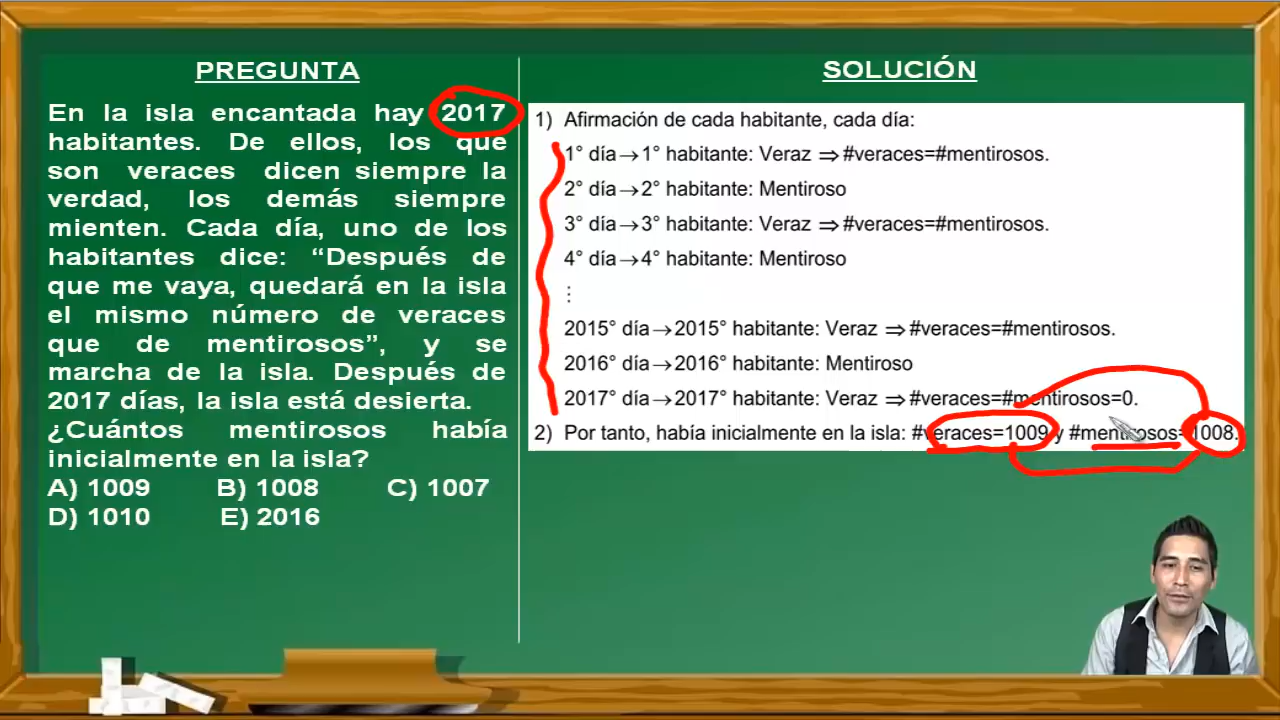 PREGUNTA
En la isla encantada hay 2017
habitantes. De ellos, los que
son veraces dicen siempre la
verdad, los demás siempre
mienten. Cada día, uno de los
habitantes dice: “Después de
que me vaya, quedará en la isla
el mismo número de veraces
que de mentirosos”, y se
marcha de la isla. Después de
2017 días, la isla está desierta.
¿Cuántos mentirosos había
inicialmente en la isla?
A) 1009 B) 1008 C) 1007
D) 1010 E) 2016
SOLUCIÓN
1) Afirmación de cada habitante, cada día:
1° día→1° habitante: Veraz ⇒#veraces=#mentirosos.
2° día→2° habitante: Mentiroso
3° día→3° habitante: Veraz ⇒#veraces=#mentirosos.
4° día→4° habitante: Mentiroso
⋮
2015° día→2015° habitante: Veraz ⇒#veraces=#mentirosos.
2016° día→2016° habitante: Mentiroso
2017° día→2017° habitante: Veraz ⇒#veraces=#mentirosos=0.
2) Por tanto, había inicialmente en la isla: #veraces=1009 y #mentirosos=1008.